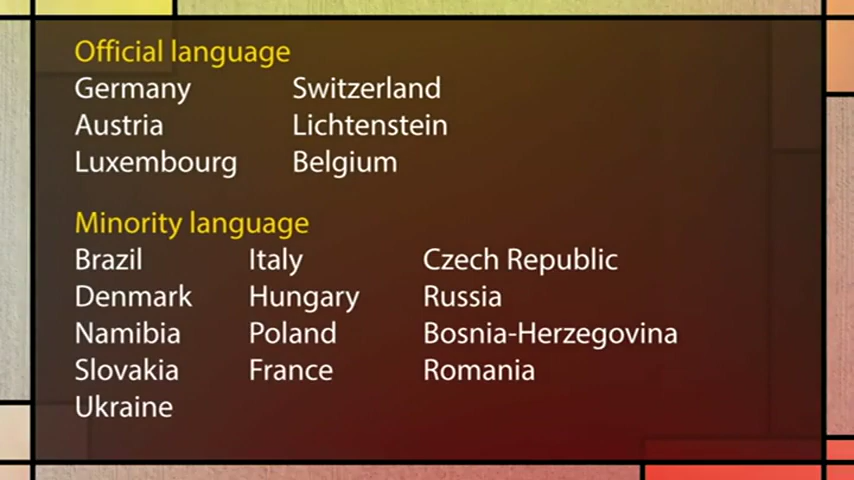 Official language
Germany Switzerland
Austria Lichtenstein
Luxembourg Belgium
Minority language
Brazil Italy Czech Republic
Denmark Hungary Russia
Namibia Poland Bosnia-Herzegovina
Slovakia France Romania
Ukraine